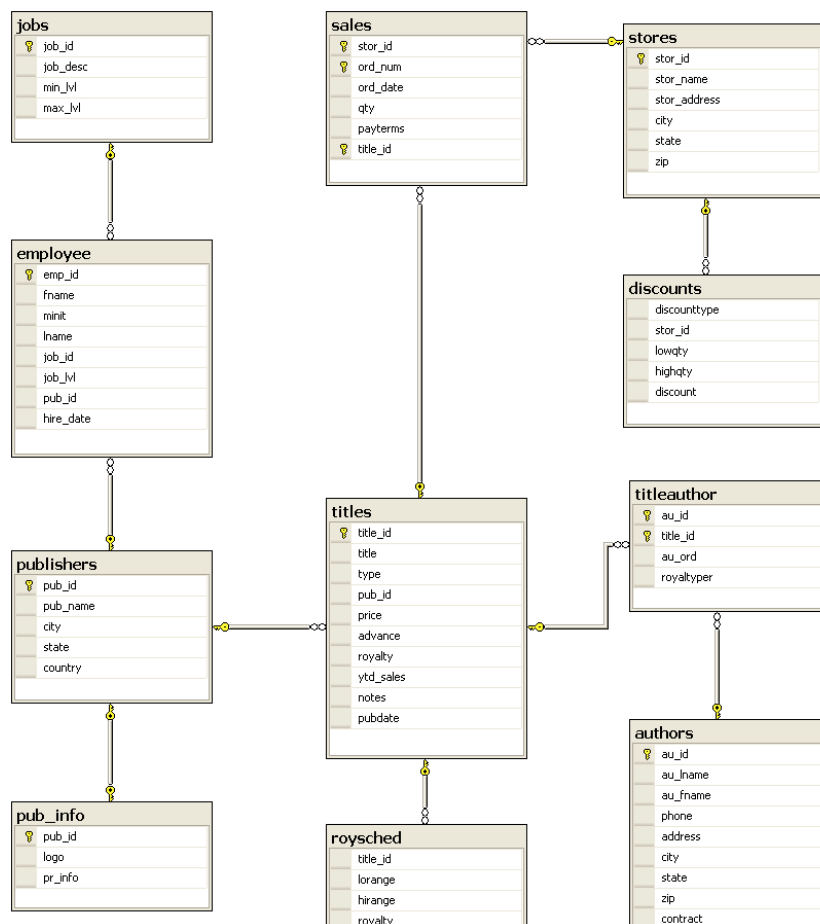 jobs
job_id
job_desc
min_lvl
max_lvl
sales
stor_id
ord_num
ord_date
qty
payterms
title_id
stores
stor_id
stor_name
stor_address
city
state
zip
employee
emp_id
fname
minit
lname
job_id
job_lvl
pub_id
hire_date
discounts
discounttype
stor_id
lowqty
highqty
discount
titles
title_id
title
type
pub_id
price
advance
royalty
ytd_sales
notes
pubdate
titleauthor
au_id
title_id
au_ord
royaltyper
publishers
pub_id
pub_name
city
state
country
authors
au_id
au_lname
au_fname
phone
address
city
state
zip
contract
pub_info
pub_id
logo
pr_info
roysched
title_id
lorange
hirange
royalty